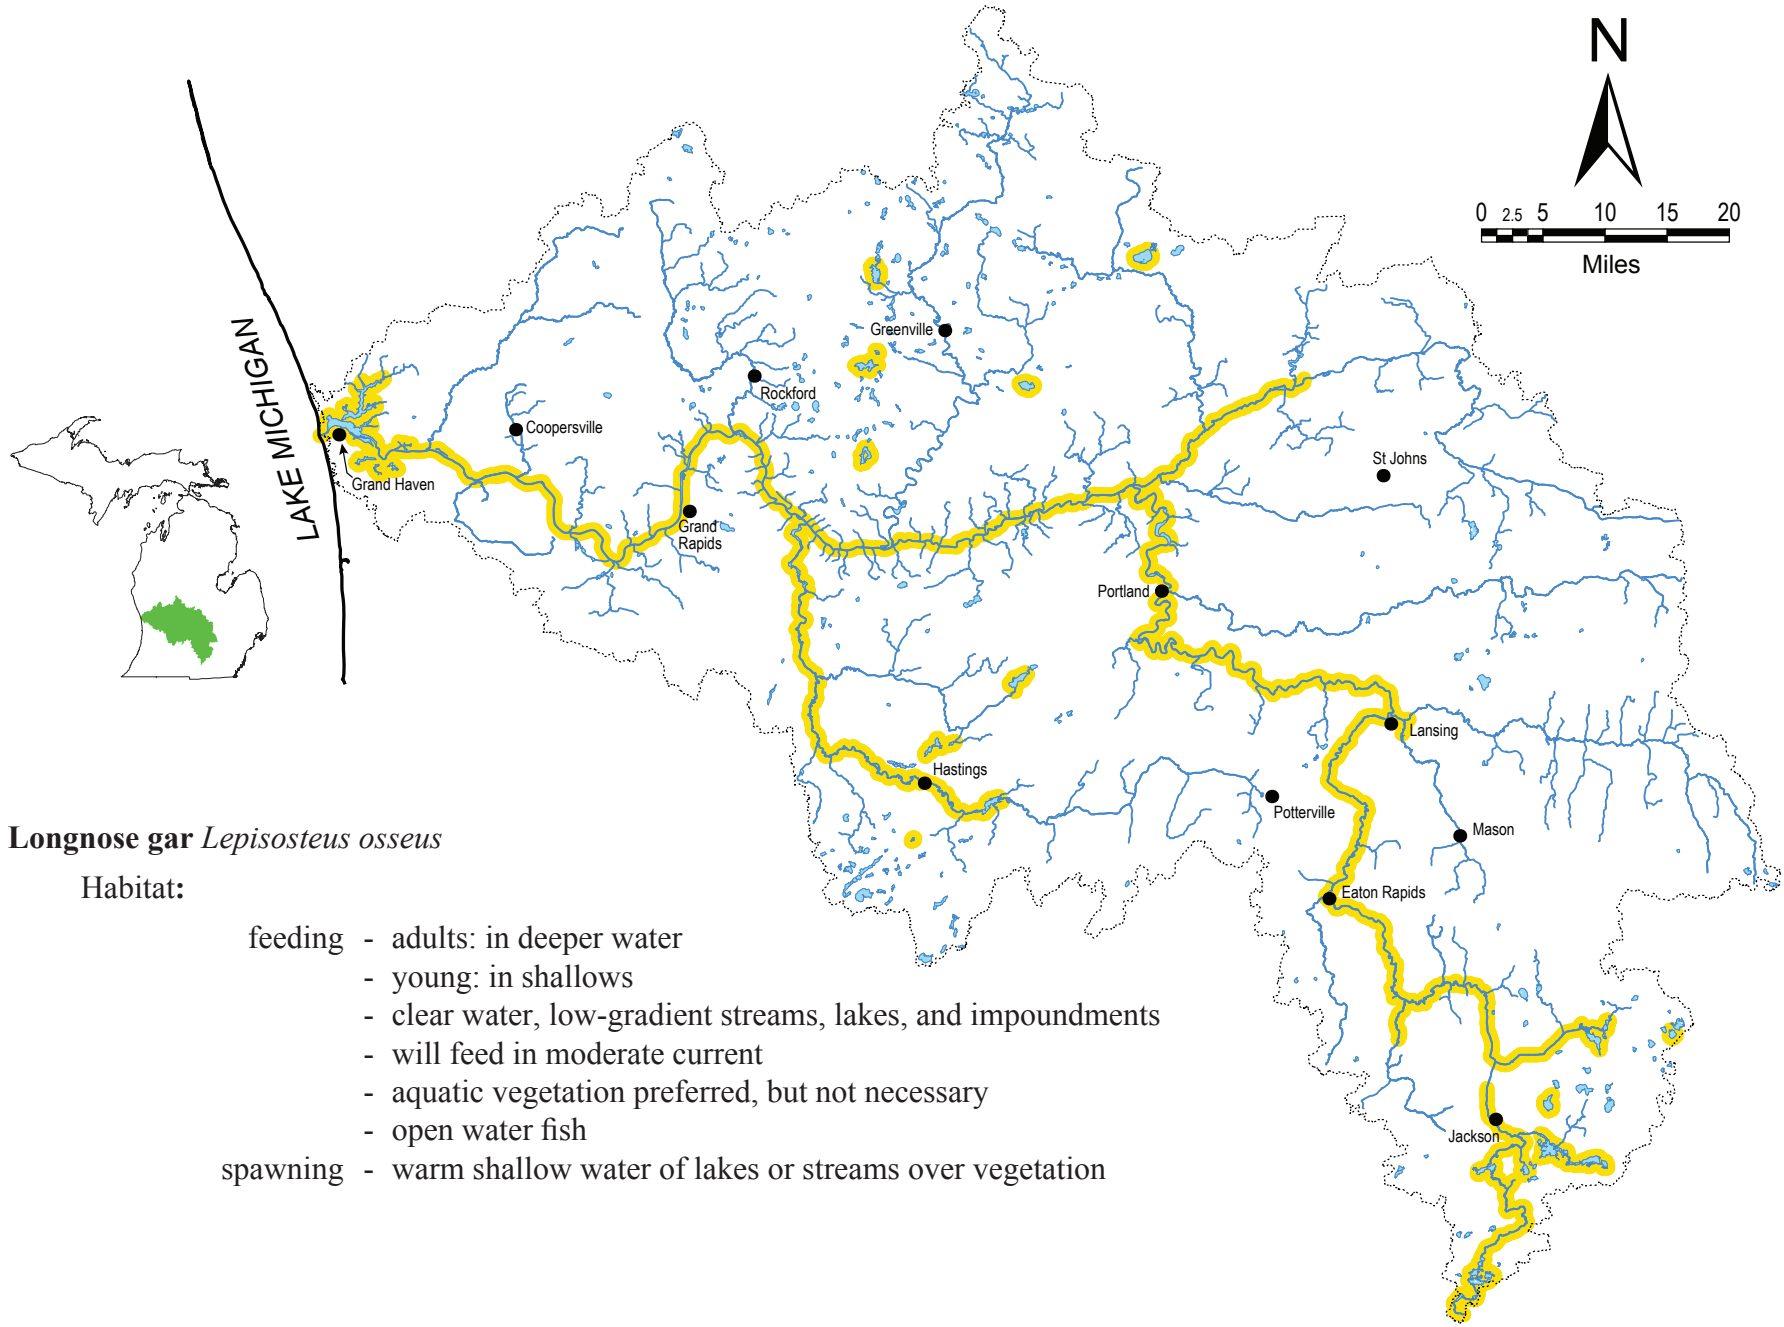 N
0 2.5 5 10 15 20
Miles
LAKE MICHIGAN
Greenville
Rockford
Coopersville
Grand Haven
St Johns
Grand
Rapids
Portland
Lansing
Hastings
Potterville
Mason
Eaton Rapids
Jackson
Longnose gar Lepisosteus osseus
Habitat:
feeding - adults: in deeper water
- young: in shallows
- clear water, low-gradient streams, lakes, and impoundments
- will feed in moderate current
- aquatic vegetation preferred, but not necessary
- open water fish
spawning - warm shallow water of lakes or streams over vegetation